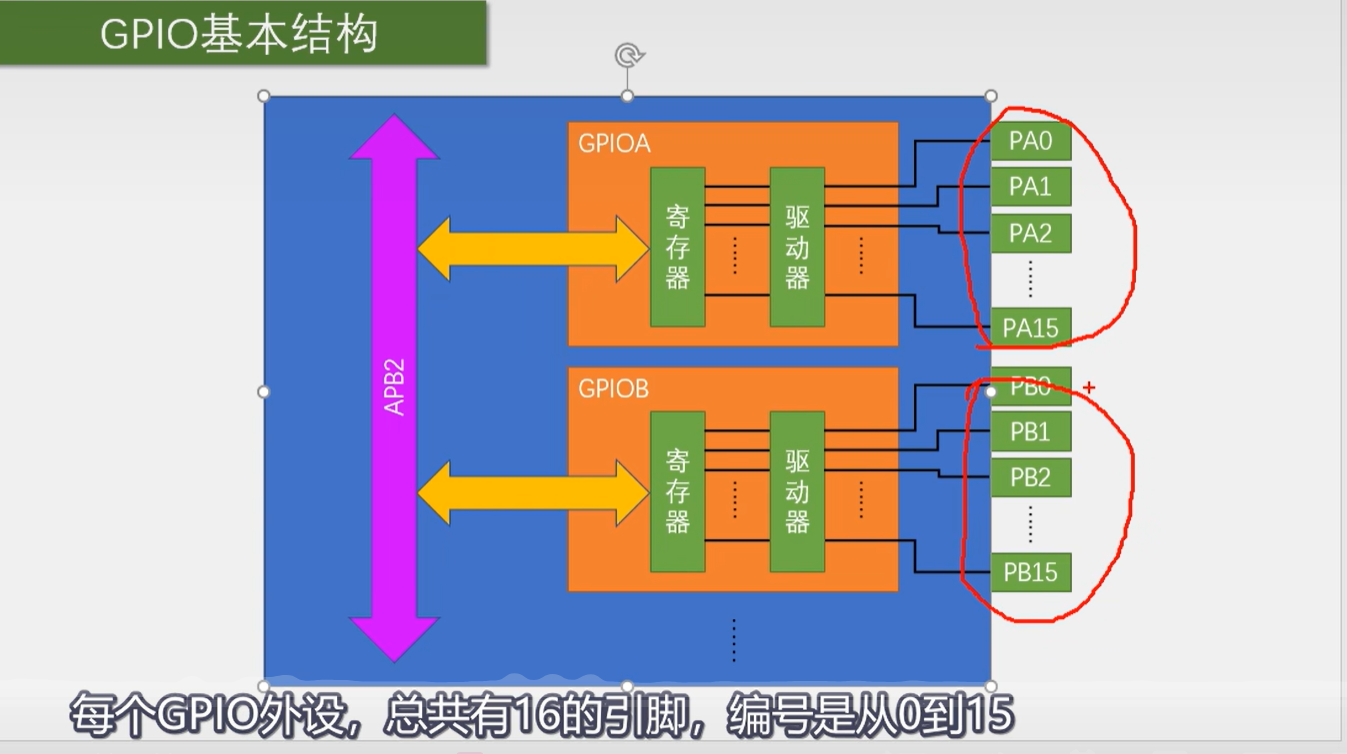 GPIO基本结构
GPIOA
寄存器
驱动器
PA0
PA1
PA2
PA15
APB2
GPIOB
寄存器
驱动器
PB0
PB1
PB2
PB15
每个GPIO外设，总共有16的引脚，编号是从0到15